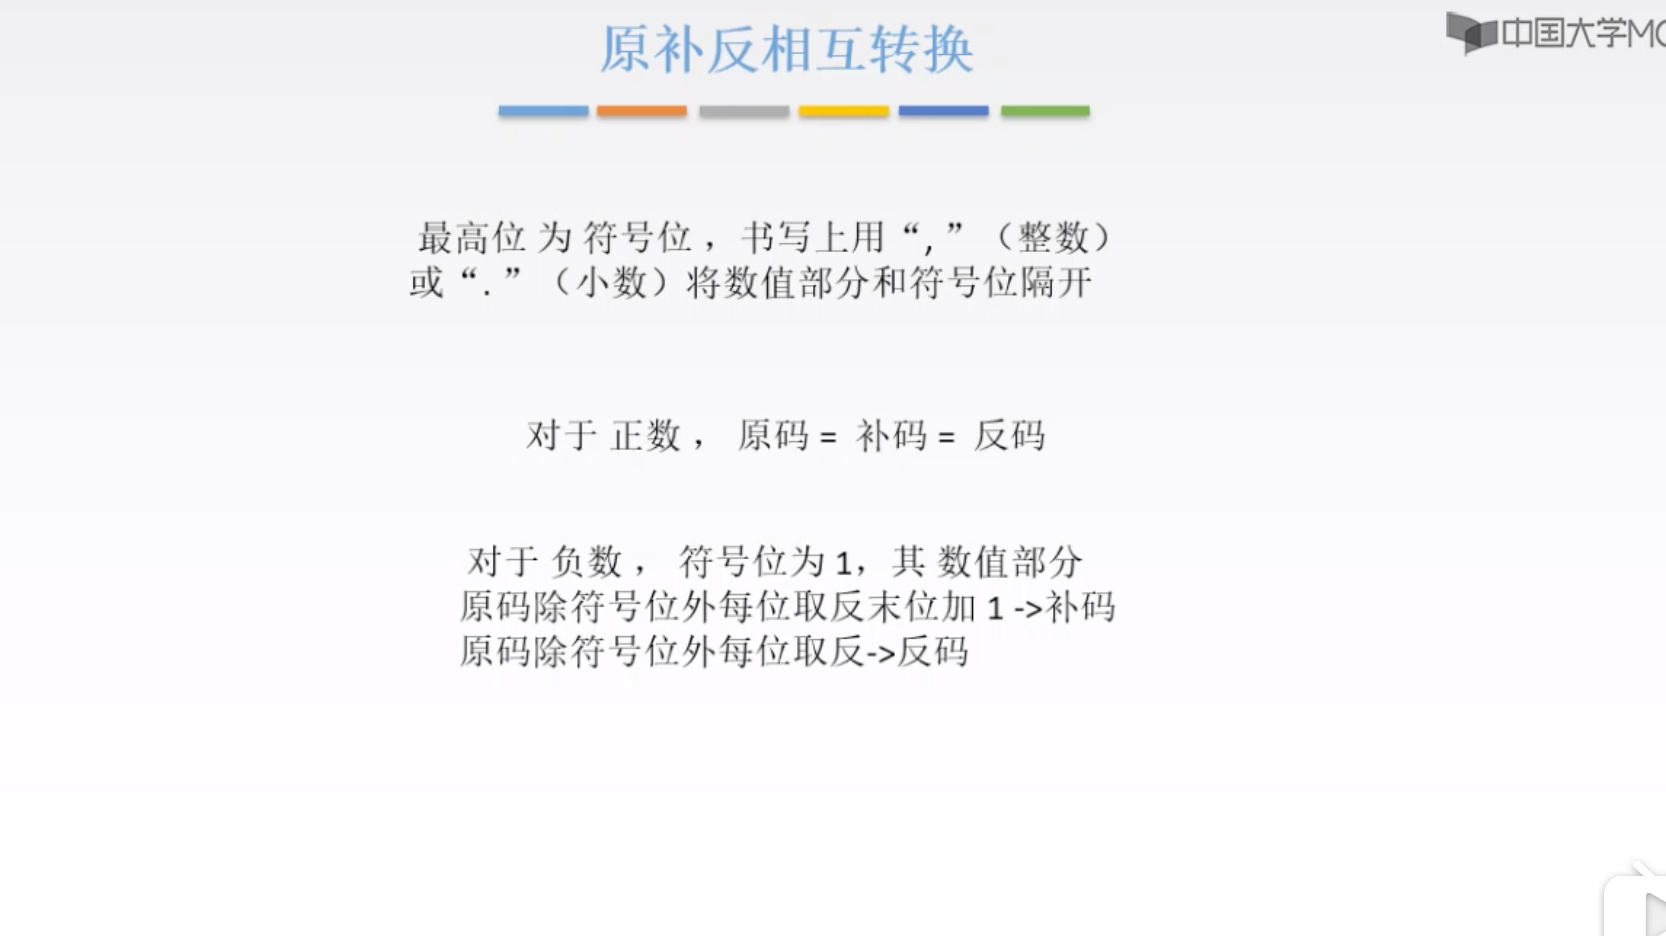 原补反相互转换
中国大学MO
最高位 为 符号位 ，书写上用“，”（整数）
或“．”（小数）将数值部分和符号位隔开
对于 正数 ， 原码 = 补码 = 反码
对于 负数 ， 符号位为 1，其 数值部分
原码除符号位外每位取反末位加 1 ->补码
原码除符号位外每位取反->反码